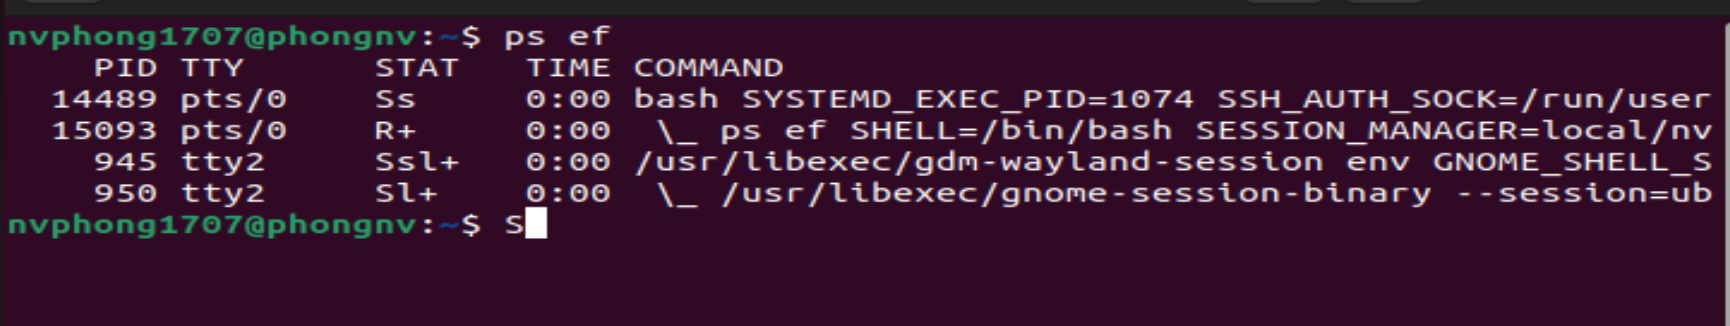 nvphong1707@phongnv:~$ ps ef
    PID TTY      STAT   TIME COMMAND
  14489 pts/0    Ss     0:00 bash SYSTEMD_EXEC_PID=1074 SSH_AUTH_SOCK=/run/user
  15093 pts/0    R+     0:00  \_ ps ef SHELL=/bin/bash SESSION_MANAGER=local/nv
    945 tty2     Ssl+   0:00 /usr/libexec/gdm-wayland-session env GNOME_SHELL_S
    950 tty2     Sl+    0:00  \_ /usr/libexec/gnome-session-binary --session=ub
nvphong1707@phongnv:~$ S